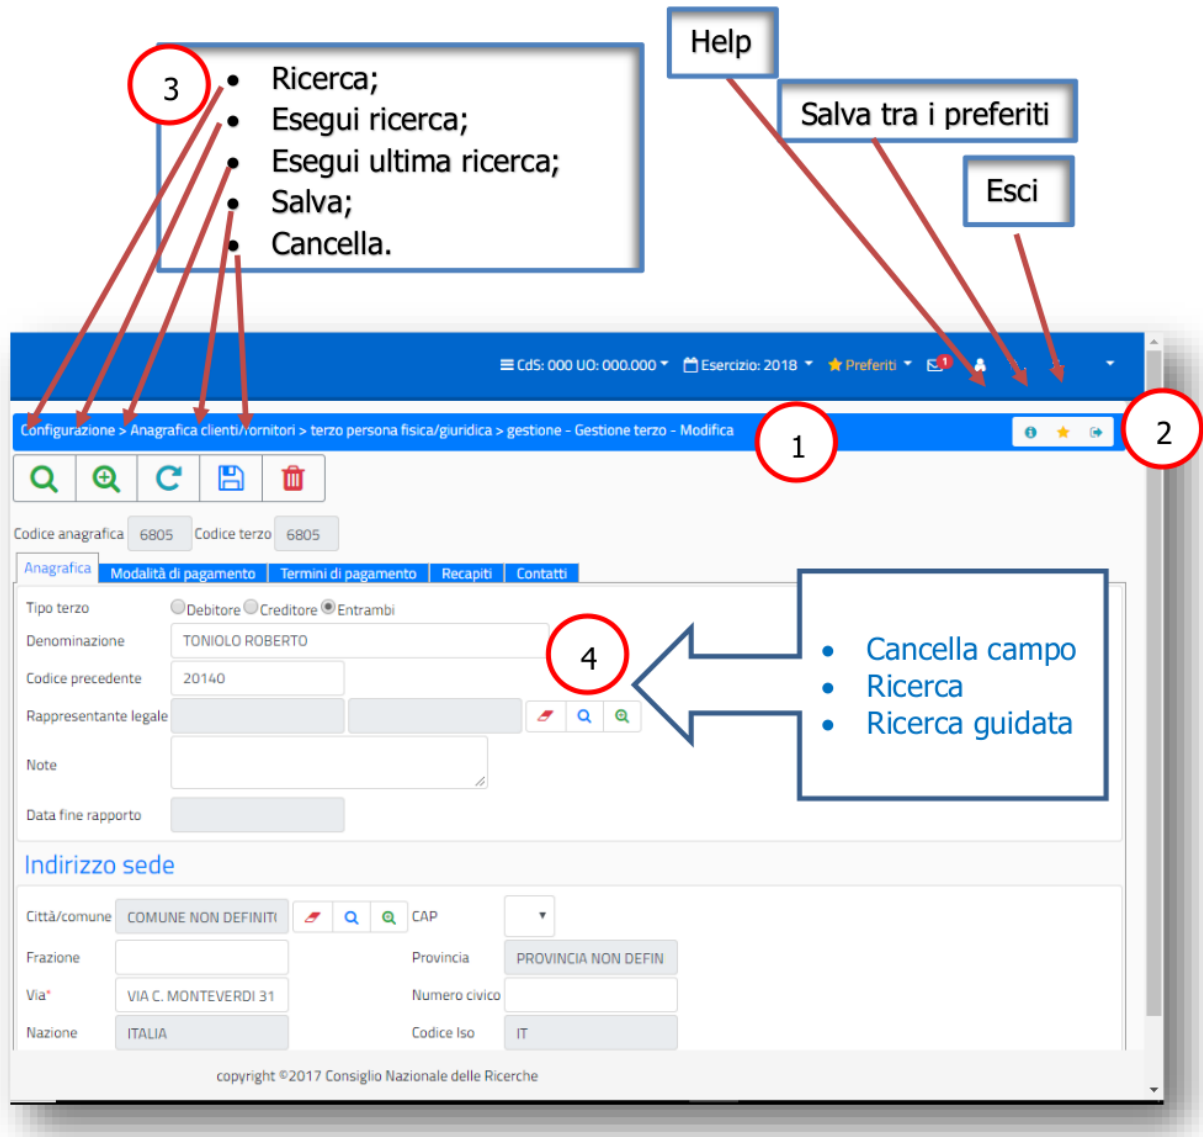 Help
3
• Ricerca;
• Esegui ricerca;
• Esegui ultima ricerca;
• Salva;
• Cancella.
Salva tra i preferiti
Esci
CdS: 000 UO: 000.000 Esercizio: 2018 Preferiti 1
Configurazione > Anagrafica clienti/fornitori > terzo persona fisica/giuridica > gestione - Gestione terzo - Modifica
1
2
Codice anagrafica 6805 Codice terzo 6805
Anagrafica Modalità di pagamento Termini di pagamento Recapiti Contatti
Tipo terzo Debitore Creditore Entrambi
Denominazione TONIOLO ROBERTO
4
Codice precedente 20140
Rappresentante legale
Note
Data fine rapporto
• Cancella campo
• Ricerca
• Ricerca guidata
Indirizzo sede
Città/comune COMUNE NON DEFINIT CAP
Frazione Provincia PROVINCIA NON DEFIN
Via* VIA C. MONTEVERDI 31 Numero civico
Nazione ITALIA Codice Iso IT
copyright ©2017 Consiglio Nazionale delle Ricerche